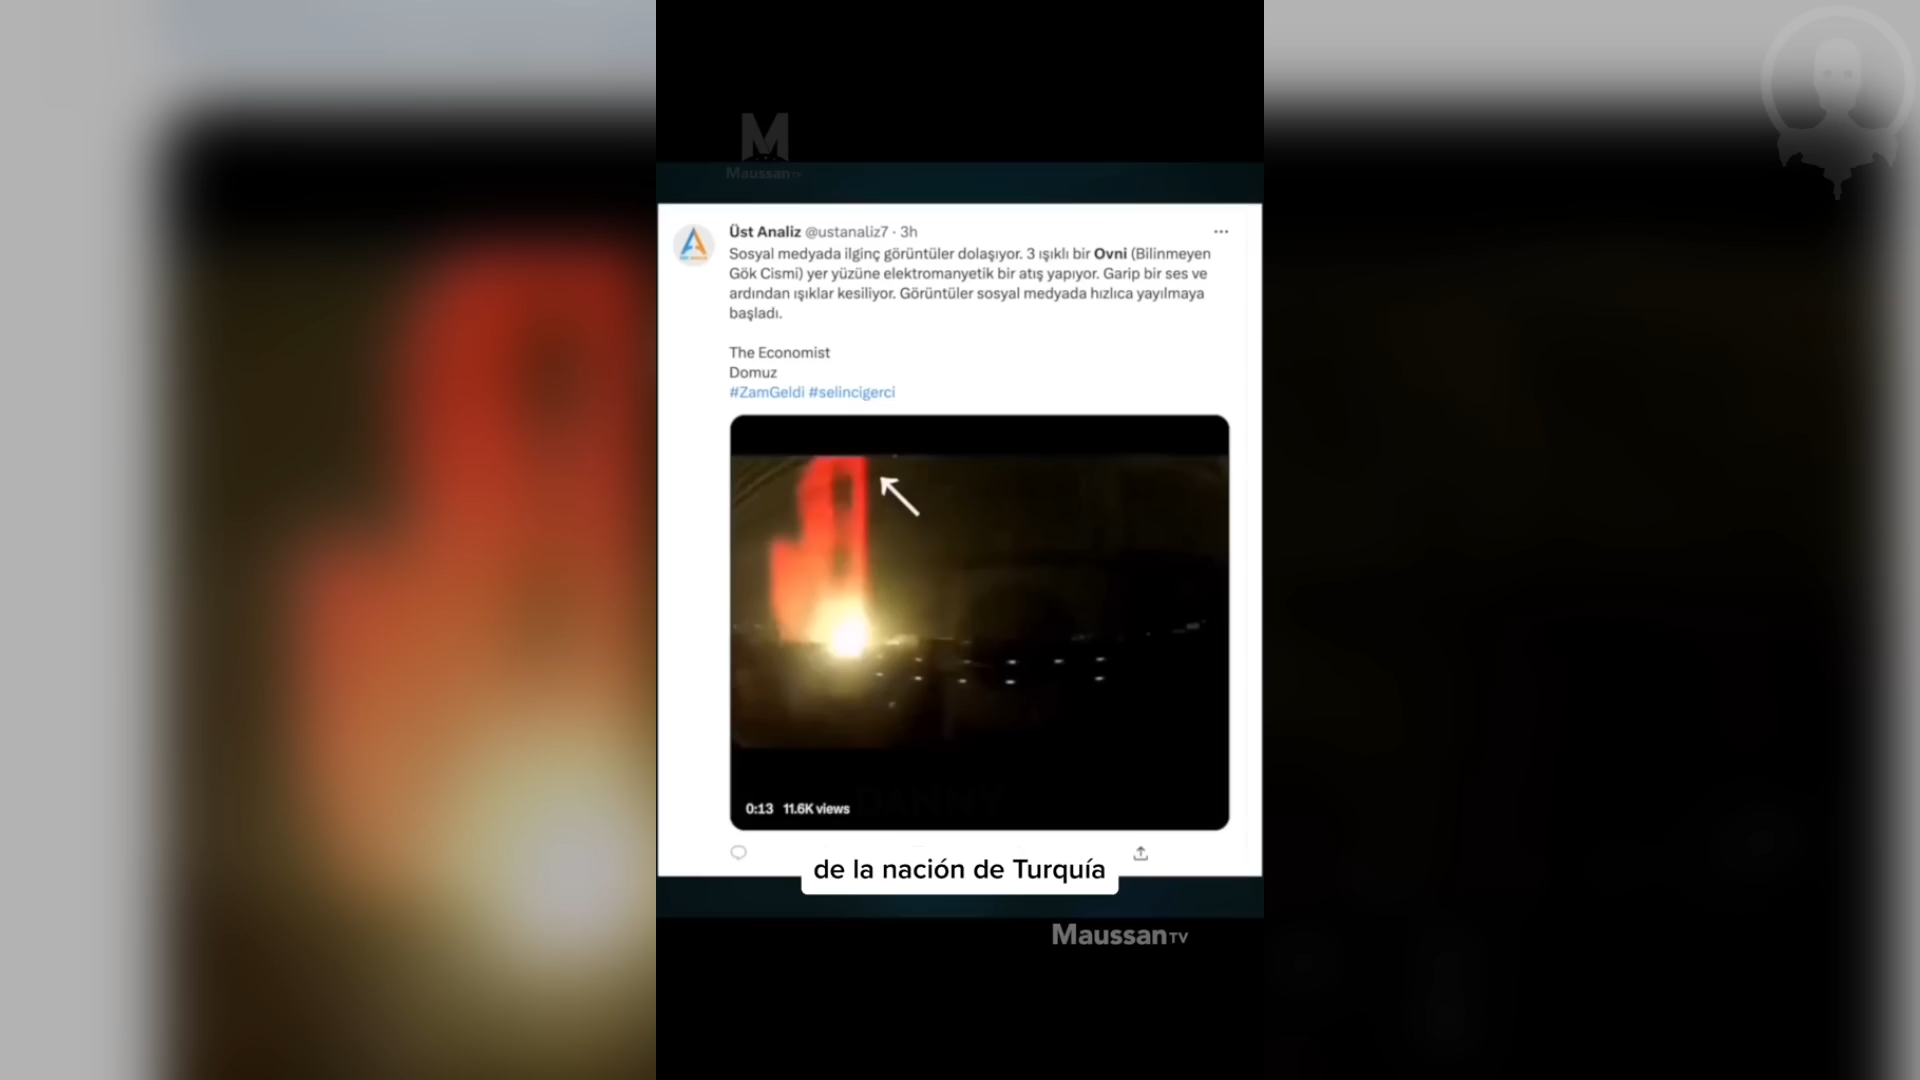 M
MaussanTV
Üst Analiz @ustanaliz7 · 3h
Sosyal medyada ilginç görüntüler dolaşıyor. 3 ışıklı bir Ovni (Bilinmeyen
Gök Cismi) yer yüzüne elektromanyetik bir atış yapıyor. Garip bir ses ve
ardından ışıklar kesiliyor. Görüntüler sosyal medyada hızlıca yayılmaya
başladı.
The Economist
Domuz
#ZamGeldi #selincigerci
DANNY
0:13 11.6K views
de la nación de Turquía
MaussanTV